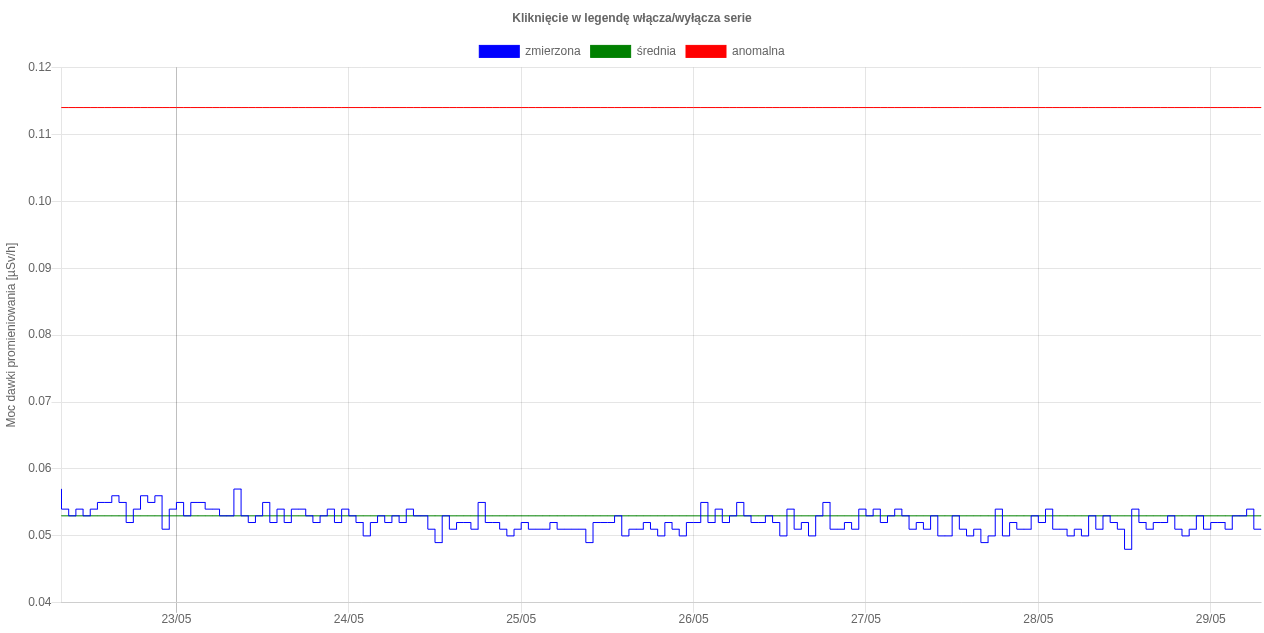 Kliknięcie w legendę włącza/wyłącza serie
zmierzona średnia anomalna
Moc dawki promieniowania [µSv/h]
0.12
0.11
0.10
0.09
0.08
0.07
0.06
0.05
0.04
23/05 24/05 25/05 26/05 27/05 28/05 29/05